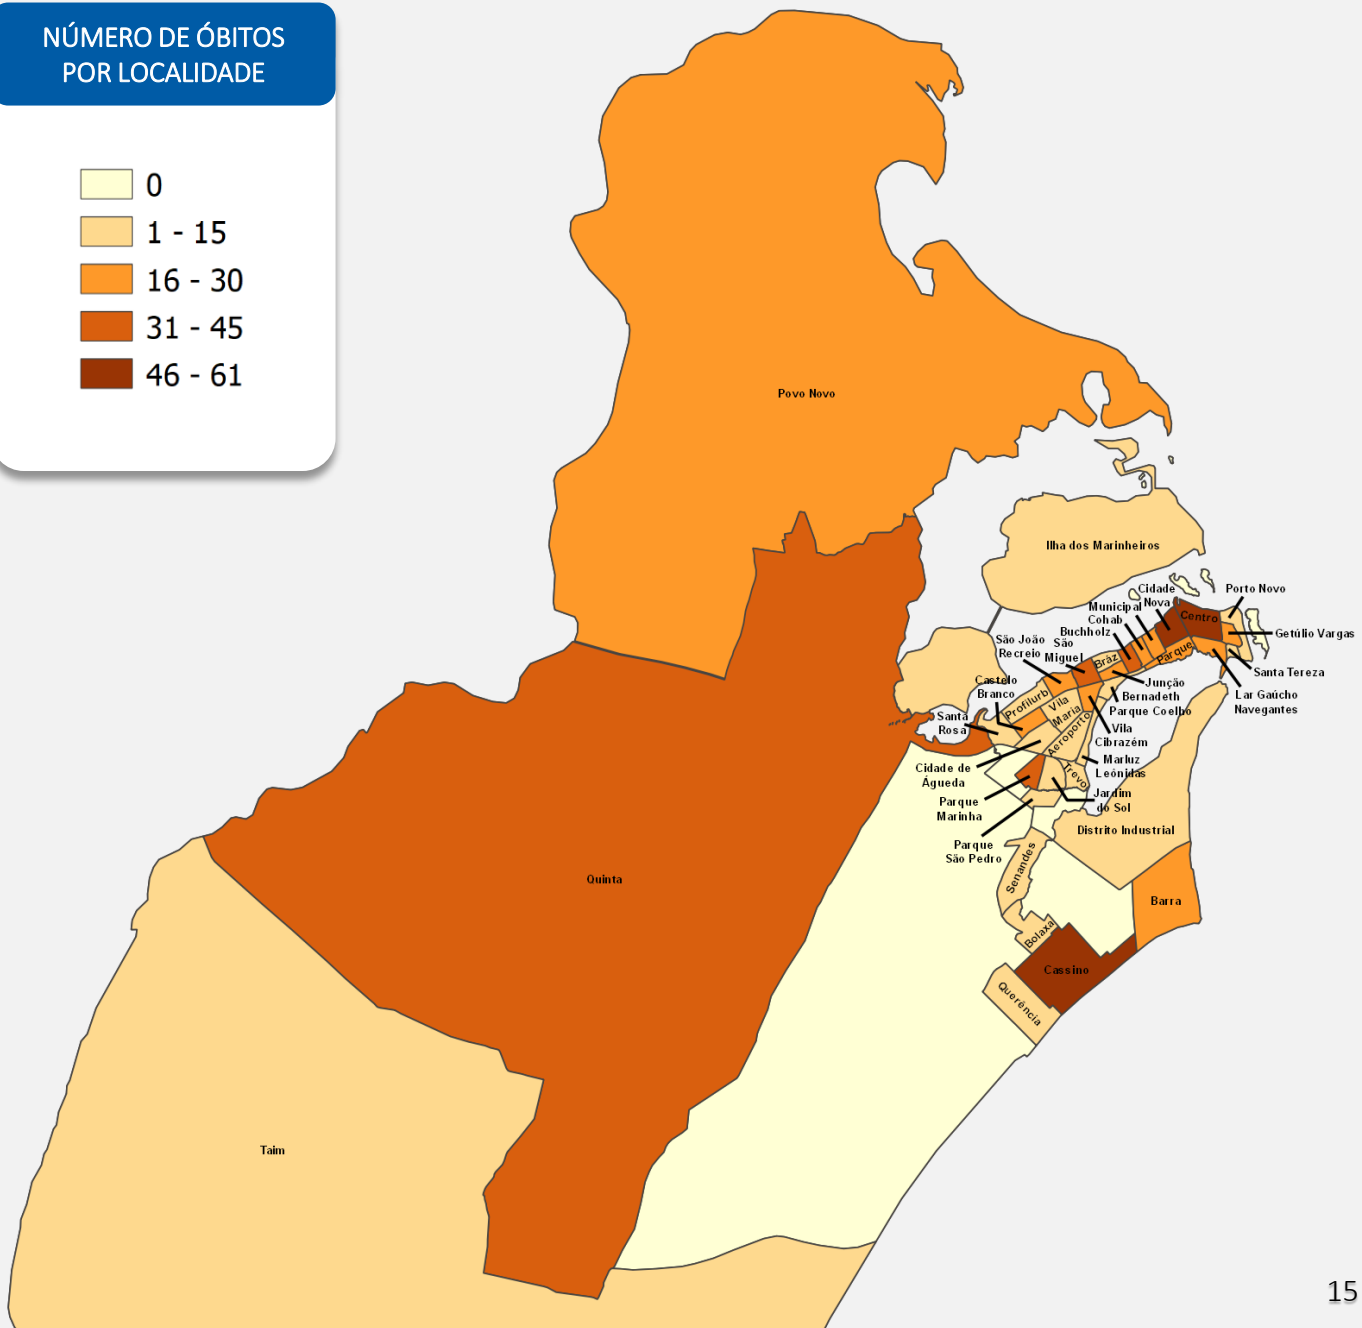 NÚMERO DE ÓBITOS
POR LOCALIDADE
0
1 - 15
16 - 30
31 - 45
46 - 61
Povo Novo
Ilha dos Marinheiros
Cidade
Nova
Porto Novo
Municipal
Cohab
Centro
Buchholz
Getúlio Vargas
São João
Recreio
São
Miguel
Bráz
Parque
Santa Tereza
Castelo
Branco
Junção
Bernadeth
Parque Coelho
Lar Gaúcho
Navegantes
Profilurb
Vila
Maria
Santa
Rosa
Aeroporto
Vila
Cibrazém
Cidade de
Águeda
Marluz
Leónidas
Trevo
Parque
Marinha
Jardim
do Sol
Distrito Industrial
Parque
São Pedro
Senandes
Quinta
Barra
Bolaxa
Cassino
Querência
Taim
15